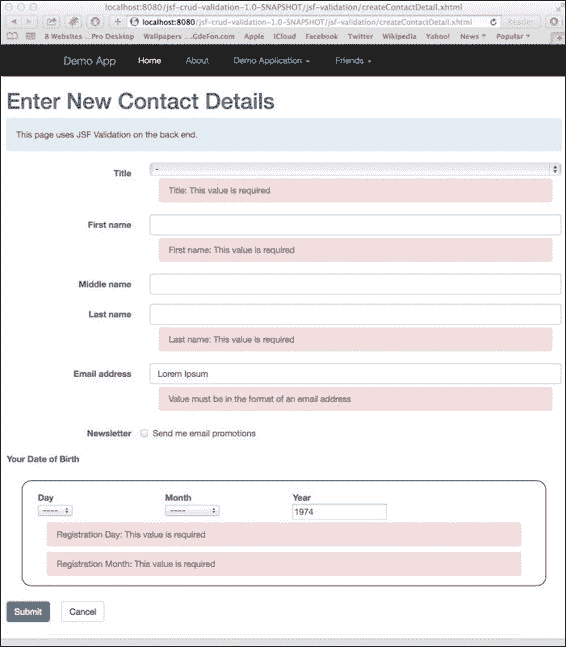 localhost:8080/jsf-crud-validation-1.0-SNAPSHOT/jsf-validation/createContactDetail.xhtml
localhost:8080/jsf-crud-validation-1.0-SNAPSHOT/jsf-validation/createContactDetail.xhtml Reader
8 Websites ...Pro Desktop Wallpapers ...GdeFon.com Apple iCloud Facebook Twitter Wikipedia Yahoo! News Popular
Demo App Home About Demo Application Friends
Enter New Contact Details
This page uses JSF Validation on the back end.
Title -
Title: This value is required
First name
First name: This value is required
Middle name
Last name
Last name: This value is required
Email address Lorem Ipsum
Value must be in the format of an email address
Newsletter Send me email promotions
Your Date of Birth
Day Month Year
---- ---- 1974
Registration Day: This value is required
Registration Month: This value is required
Submit Cancel